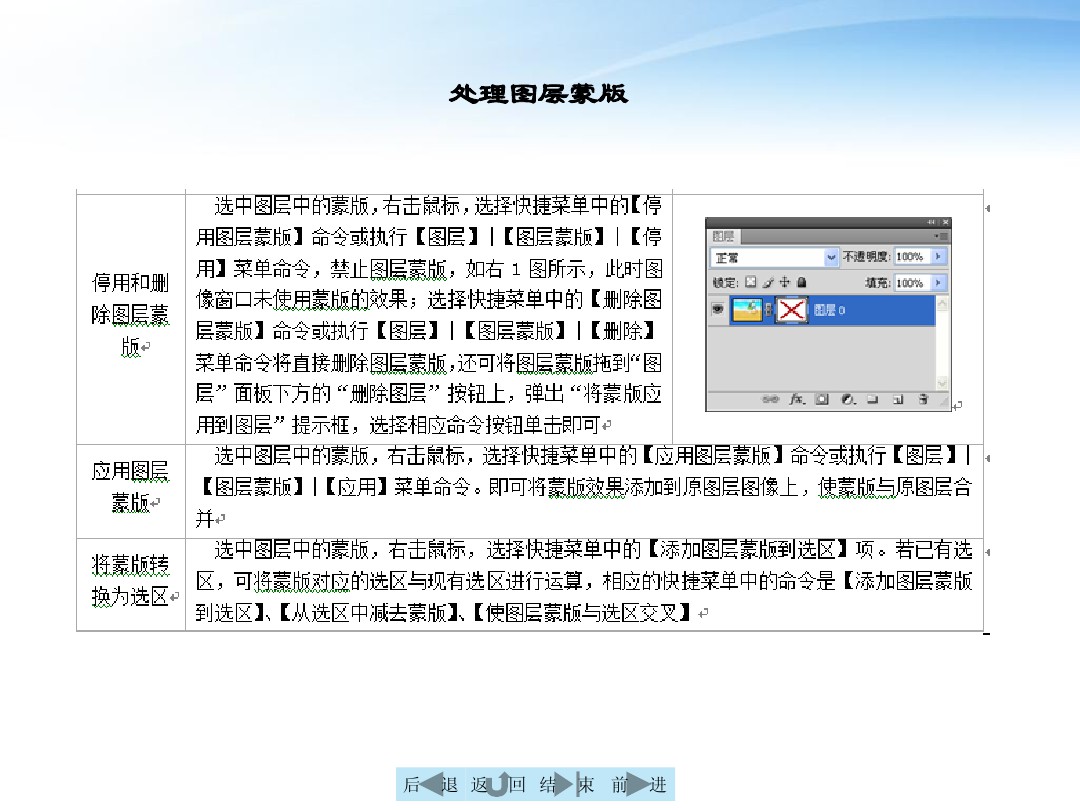 处理图层蒙版
停用和删
除图层蒙
版
选中图层中的蒙版,右击鼠标,选择快捷菜单中的【停
用图层蒙版】命令或执行【图层】|【图层蒙版】|【停
用】菜单命令,禁止图层蒙版,如右 1 图所示,此时图
像窗口未使用蒙版的效果;选择快捷菜单中的【删除图
层蒙版】命令或执行【图层】|【图层蒙版】|【删除】
菜单命令将直接删除图层蒙版,还可将图层蒙版拖到“图
层”面板下方的“删除图层”按钮上,弹出“将蒙版应
用到图层”提示框,选择相应命令按钮单击即可
图层
正常 不透明度: 100%
锁定: 填充: 100%
图层 0
应用图层
蒙版
选中图层中的蒙版,右击鼠标,选择快捷菜单中的【应用图层蒙版】命令或执行【图层】|
【图层蒙版】|【应用】菜单命令。即可将蒙版效果添加到原图层图像上,使蒙版与原图层合
并
将蒙版转
换为选区
选中图层中的蒙版,右击鼠标,选择快捷菜单中的【添加图层蒙版到选区】项。若已有选
区,可将蒙版对应的选区与现有选区进行运算,相应的快捷菜单中的命令是【添加图层蒙版
到选区】、【从选区中减去蒙版】、【使图层蒙版与选区交叉】
后退 返回 结束 前进